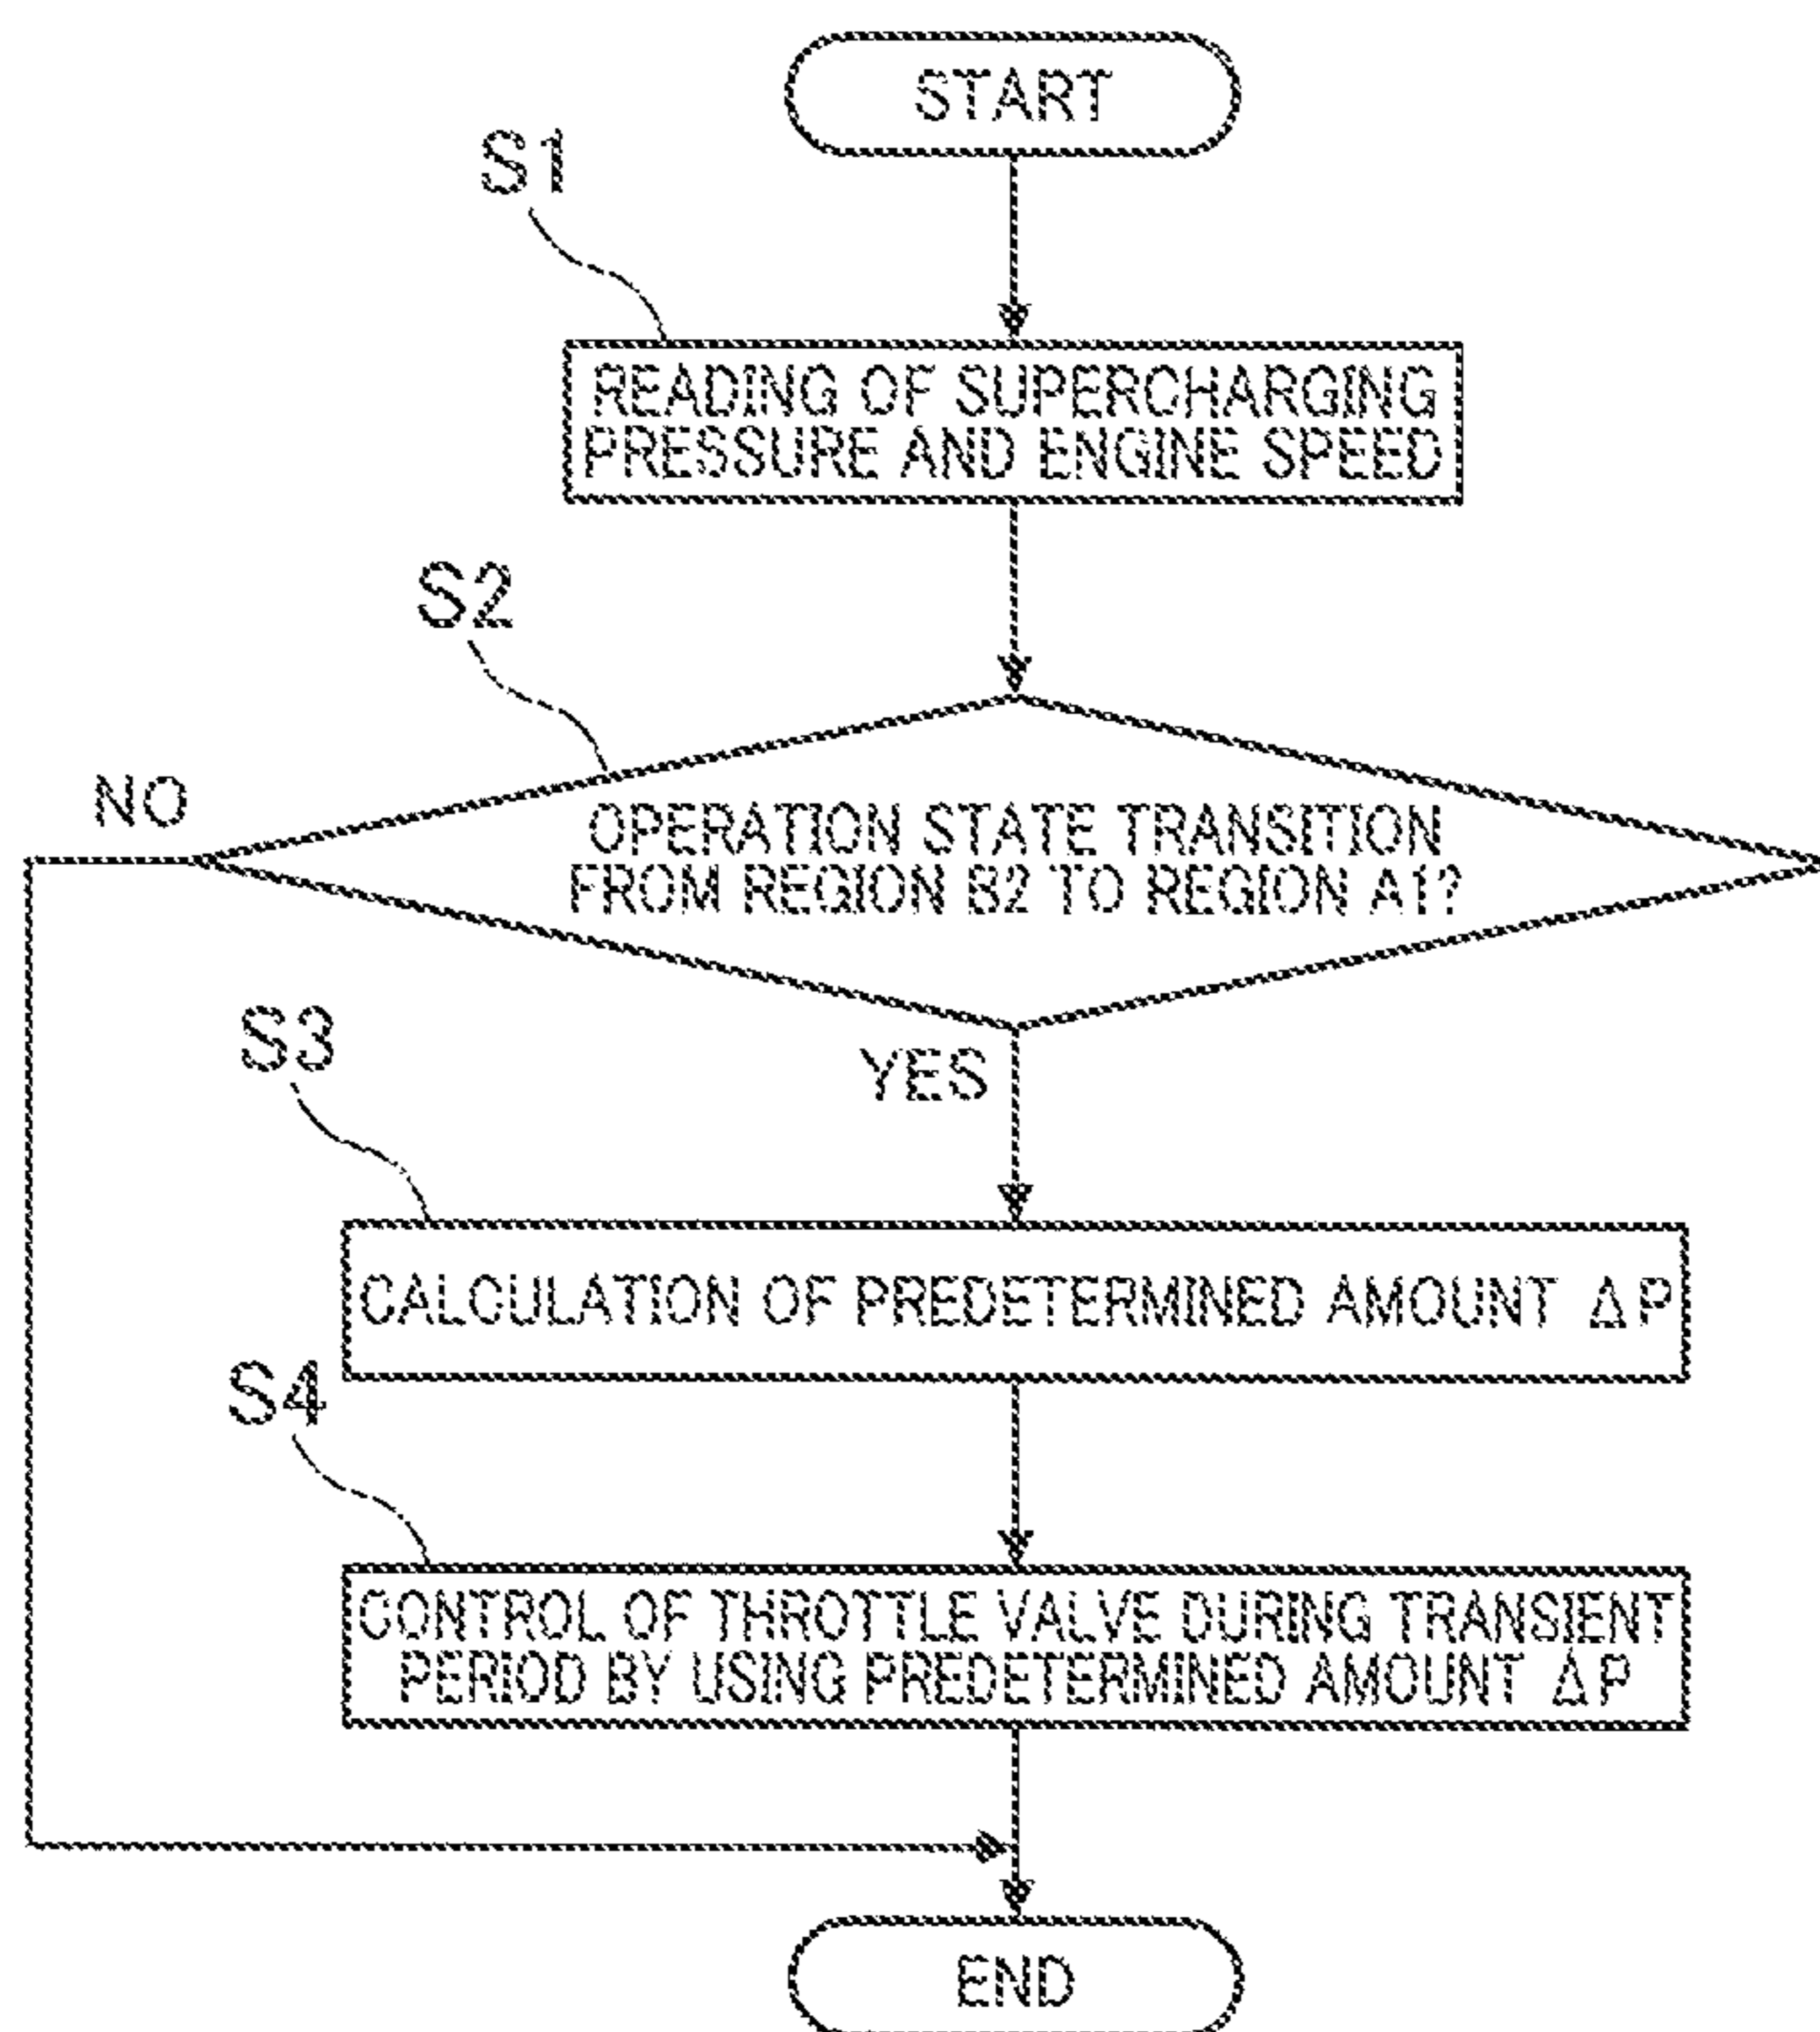 START
S1
READING OF SUPERCHARGING
PRESSURE AND ENGINE SPEED
S2
NO
OPERATION STATE TRANSITION
FROM REGION B2 TO REGION A1?
YES
S3
CALCULATION OF PREDETERMINED AMOUNT ΔP
S4
CONTROL OF THROTTLE VALVE DURING TRANSIENT
PERIOD BY USING PREDETERMINED AMOUNT ΔP
END